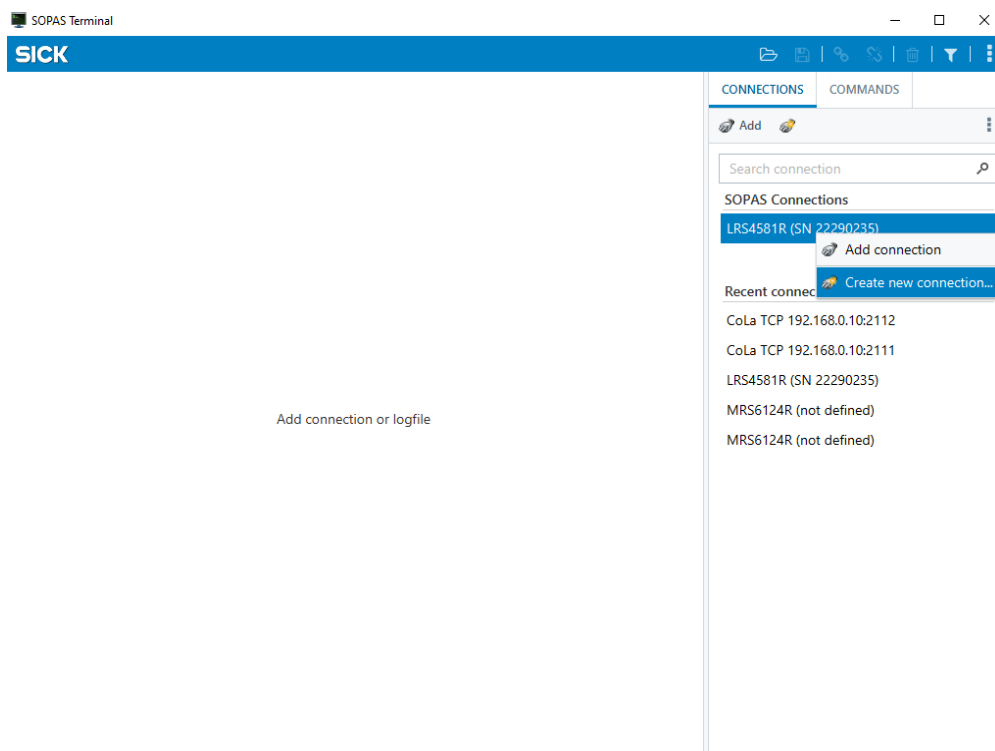 SOPAS Terminal
SICK
CONNECTIONS COMMANDS
Add
Search connection
SOPAS Connections
LRS4581R (SN 22290235)
Add connection
Create new connection...
Recent connec
CoLa TCP 192.168.0.10:2112
CoLa TCP 192.168.0.10:2111
LRS4581R (SN 22290235)
MRS6124R (not defined)
Add connection or logfile
MRS6124R (not defined)